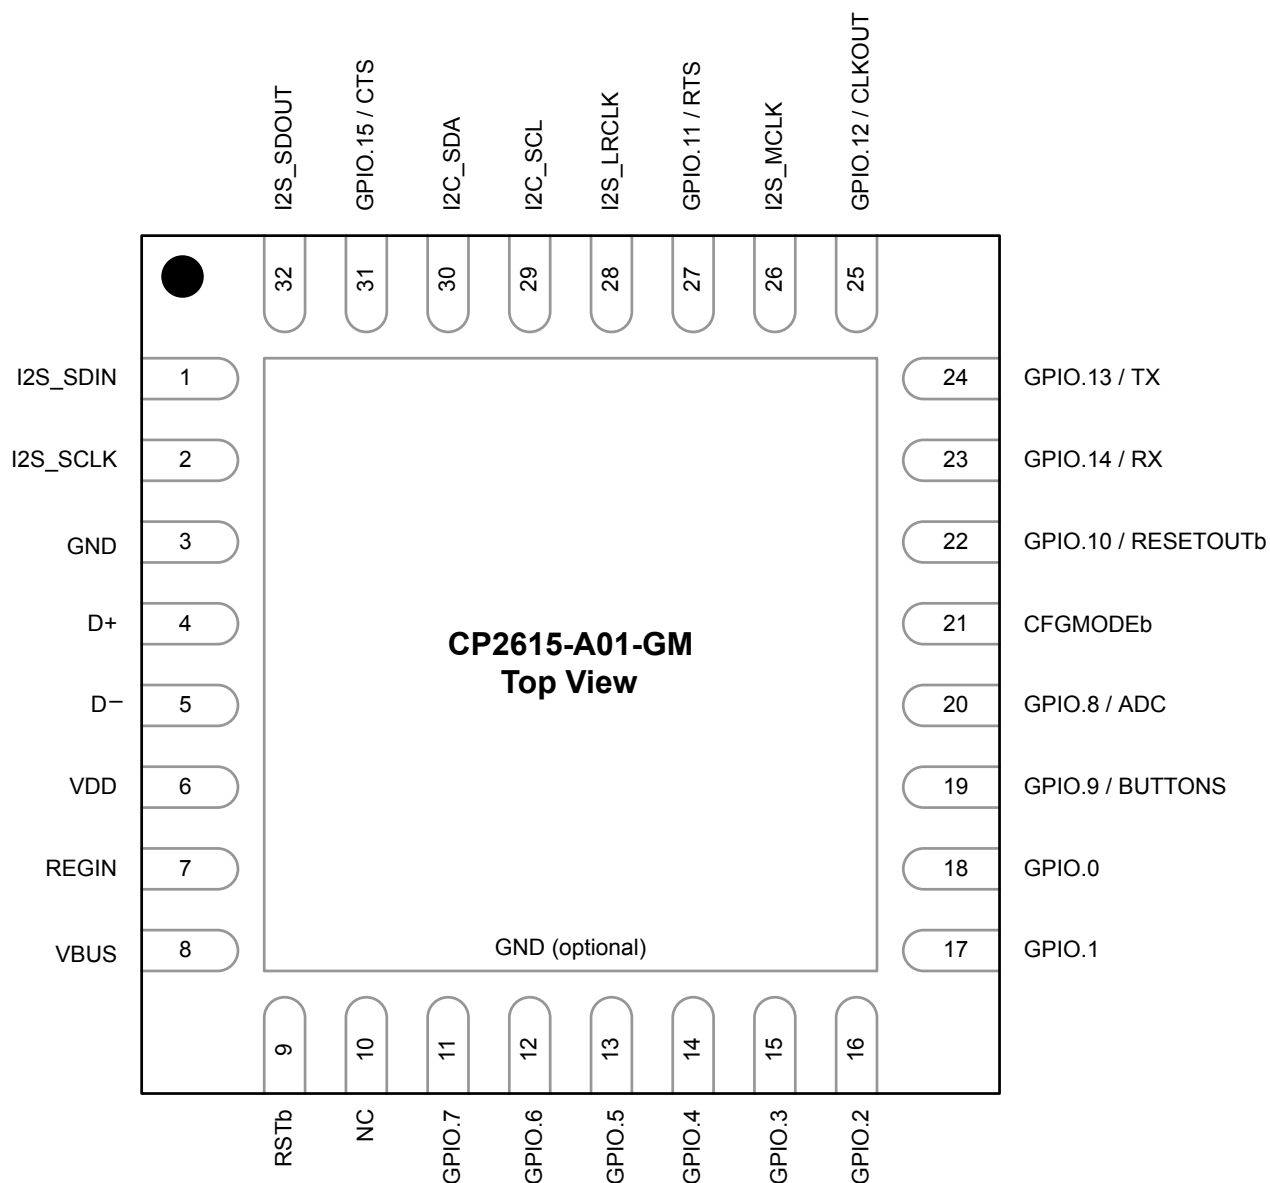 I2S_SDOUT
GPIO.15 / CTS
I2C_SDA
I2C_SCL
I2S_LRCLK
GPIO.11 / RTS
I2S_MCLK
GPIO.12 / CLKOUT
32
31
30
29
28
27
26
25
I2S_SDIN
1
24
GPIO.13 / TX
I2S_SCLK
2
23
GPIO.14 / RX
GND
3
22
GPIO.10 / RESETOUTb
D+
4
21
CFGMODEb
CP2615-A01-GM
Top View
D−
5
20
GPIO.8 / ADC
VDD
6
19
GPIO.9 / BUTTONS
REGIN
7
18
GPIO.0
VBUS
8
GND (optional)
17
GPIO.1
9
10
11
12
13
14
15
16
RSTb
NC
GPIO.7
GPIO.6
GPIO.5
GPIO.4
GPIO.3
GPIO.2